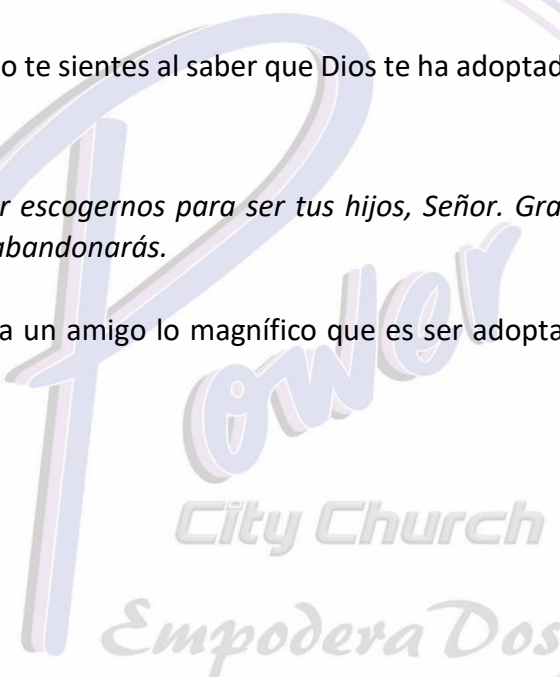 o te sientes al saber que Dios te ha adoptad
r escogernos para ser tus hijos, Señor. Gra
abandonarás.
a un amigo lo magnífico que es ser adopta
Power
City Church
Empodera Dos